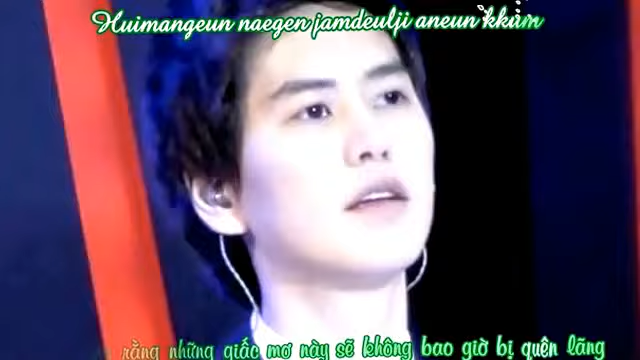 Huimangeun naegen jamdeulji aneun kkum
rằng những giấc mơ này sẽ không bao giờ bị quên lãng